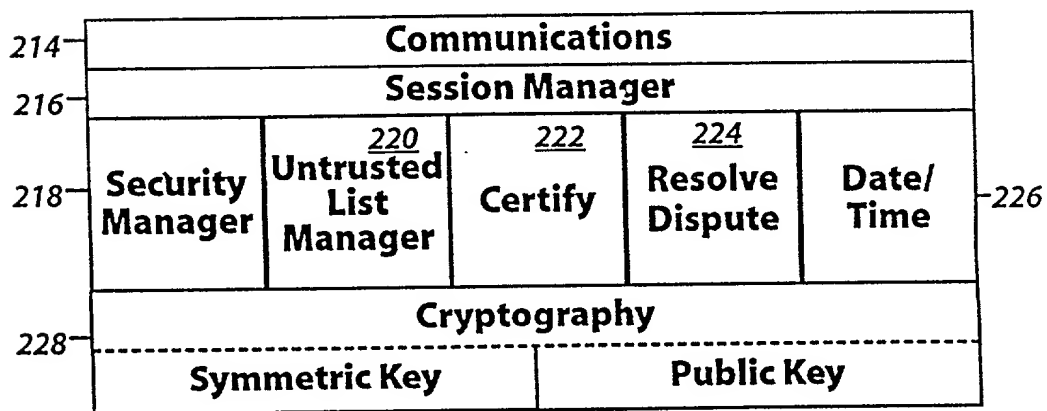 214
Communications
216
Session Manager
218
Security
Manager
220
Untrusted
List
Manager
222
Certify
224
Resolve
Dispute
Date/
Time
226
228
Cryptography
Symmetric Key
Public Key